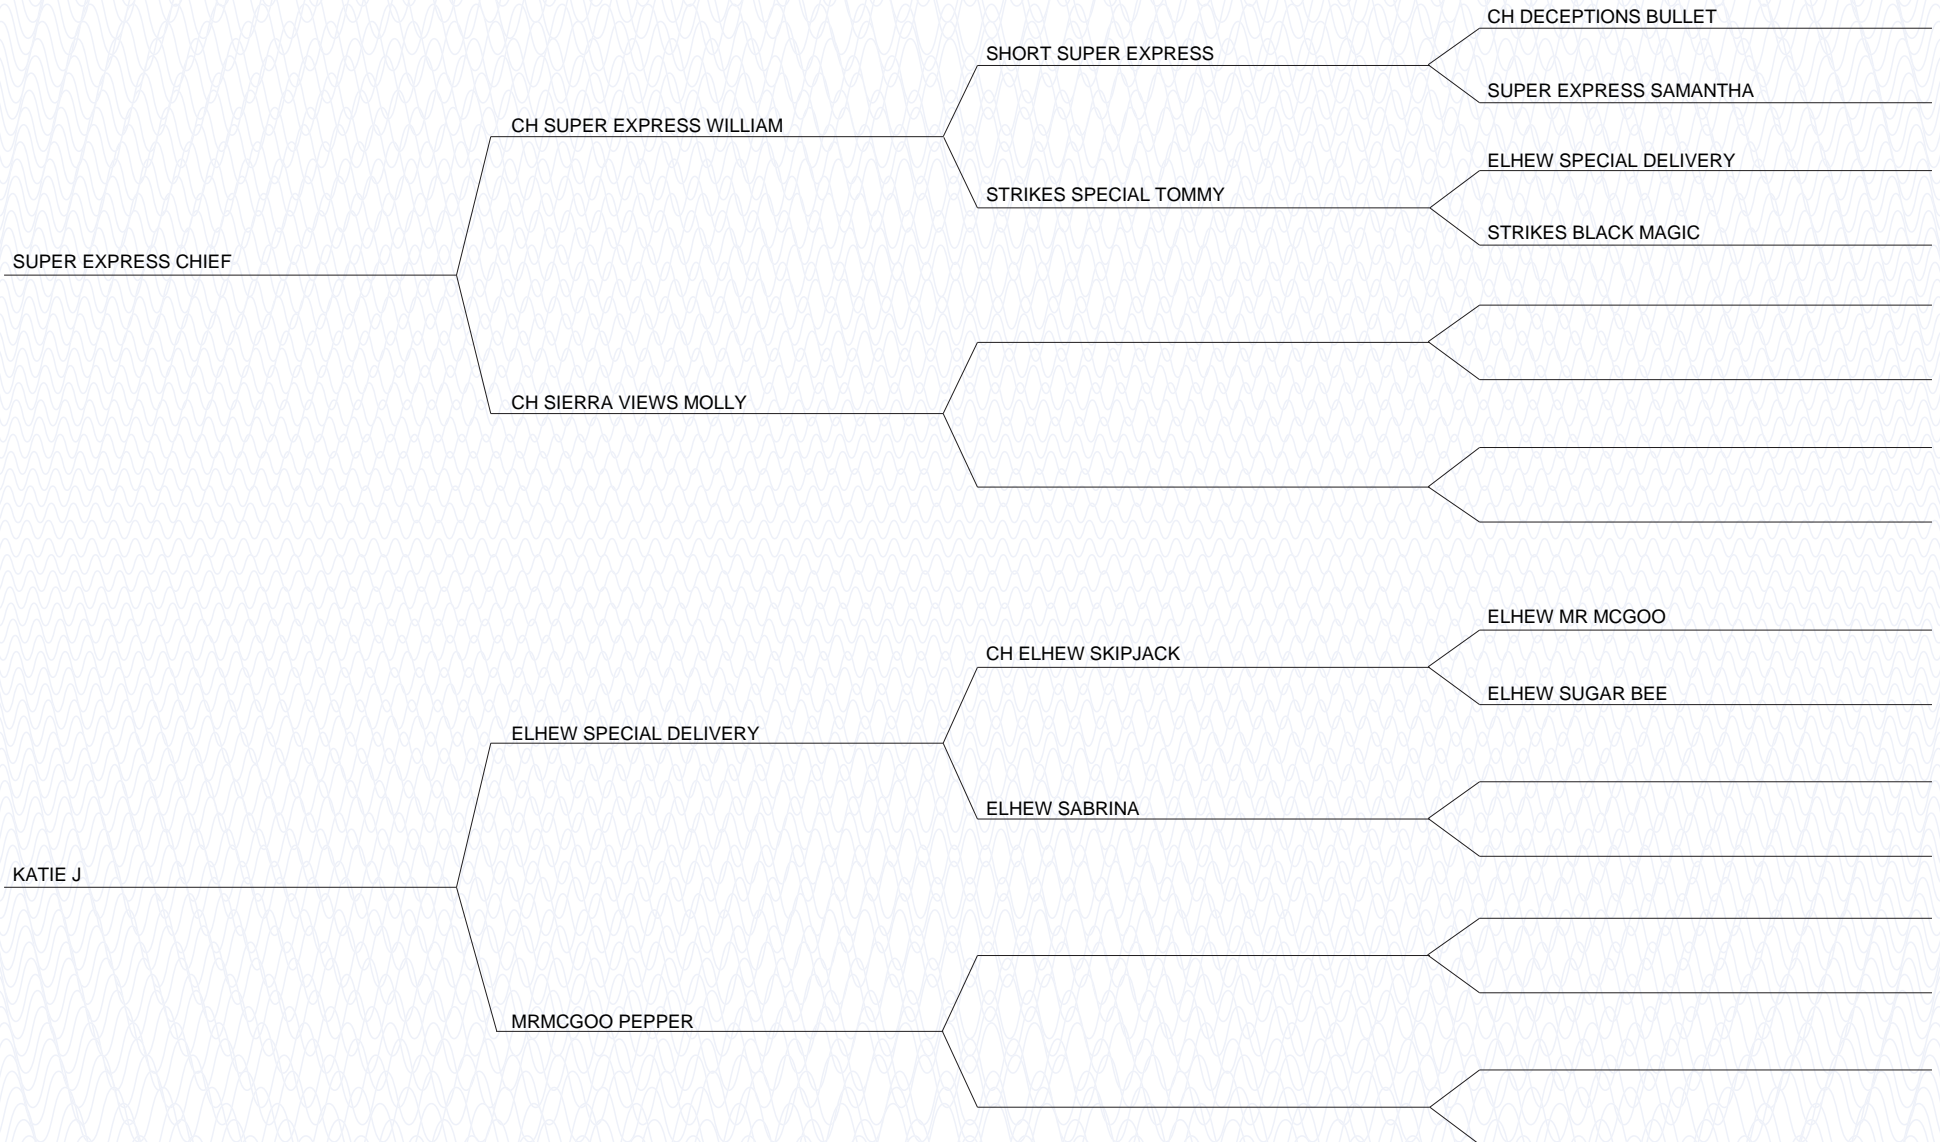 CH DECEPTIONS BULLET
SHORT SUPER EXPRESS
SUPER EXPRESS SAMANTHA
CH SUPER EXPRESS WILLIAM
ELHEW SPECIAL DELIVERY
STRIKES SPECIAL TOMMY
STRIKES BLACK MAGIC
SUPER EXPRESS CHIEF
CH SIERRA VIEWS MOLLY
ELHEW MR MCGOO
CH ELHEW SKIPJACK
ELHEW SUGAR BEE
ELHEW SPECIAL DELIVERY
ELHEW SABRINA
KATIE J
MRMCGOO PEPPER